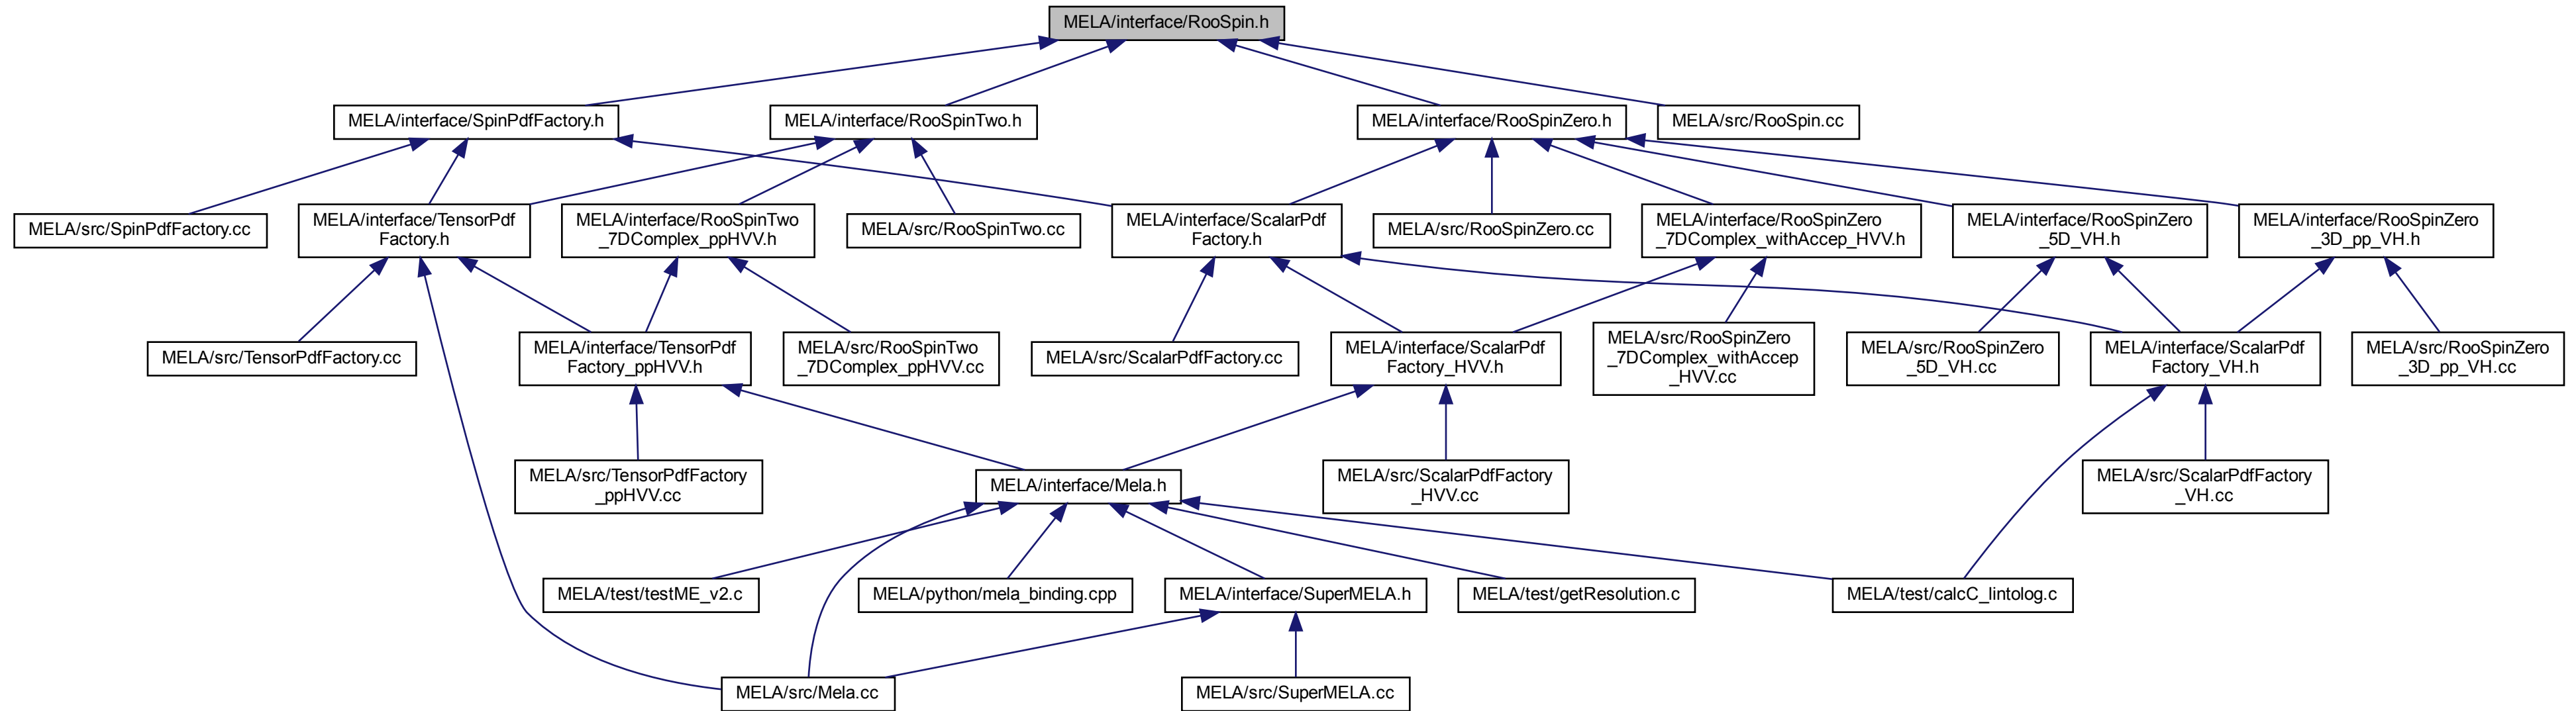 MELA/interface/RooSpin.h
MELA/interface/SpinPdfFactory.h
MELA/interface/RooSpinTwo.h
MELA/interface/RooSpinZero.h
MELA/src/RooSpin.cc
MELA/src/SpinPdfFactory.cc
MELA/interface/TensorPdf
Factory.h
MELA/interface/RooSpinTwo
_7DComplex_ppHVV.h
MELA/src/RooSpinTwo.cc
MELA/interface/ScalarPdf
Factory.h
MELA/src/RooSpinZero.cc
MELA/interface/RooSpinZero
_7DComplex_withAccep_HVV.h
MELA/interface/RooSpinZero
_5D_VH.h
MELA/interface/RooSpinZero
_3D_pp_VH.h
MELA/src/TensorPdfFactory.cc
MELA/interface/TensorPdf
Factory_ppHVV.h
MELA/src/RooSpinTwo
_7DComplex_ppHVV.cc
MELA/src/ScalarPdfFactory.cc
MELA/interface/ScalarPdf
Factory_HVV.h
MELA/src/RooSpinZero
_7DComplex_withAccep
_HVV.cc
MELA/src/RooSpinZero
_5D_VH.cc
MELA/interface/ScalarPdf
Factory_VH.h
MELA/src/RooSpinZero
_3D_pp_VH.cc
MELA/src/TensorPdfFactory
_ppHVV.cc
MELA/interface/Mela.h
MELA/src/ScalarPdfFactory
_HVV.cc
MELA/src/ScalarPdfFactory
_VH.cc
MELA/test/testME_v2.c
MELA/python/mela_binding.cpp
MELA/interface/SuperMELA.h
MELA/test/getResolution.c
MELA/test/calcC_lintolog.c
MELA/src/Mela.cc
MELA/src/SuperMELA.cc